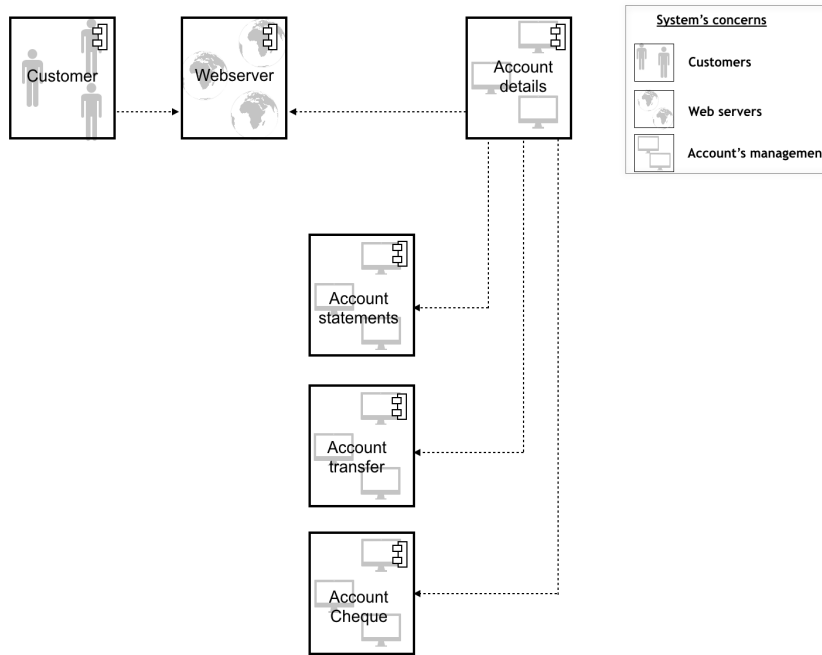 Customer
Webserver
Account
details
System's concerns
Customers
Web servers
Account's managemen
Account
statements
Account
transfer
Account
Cheque